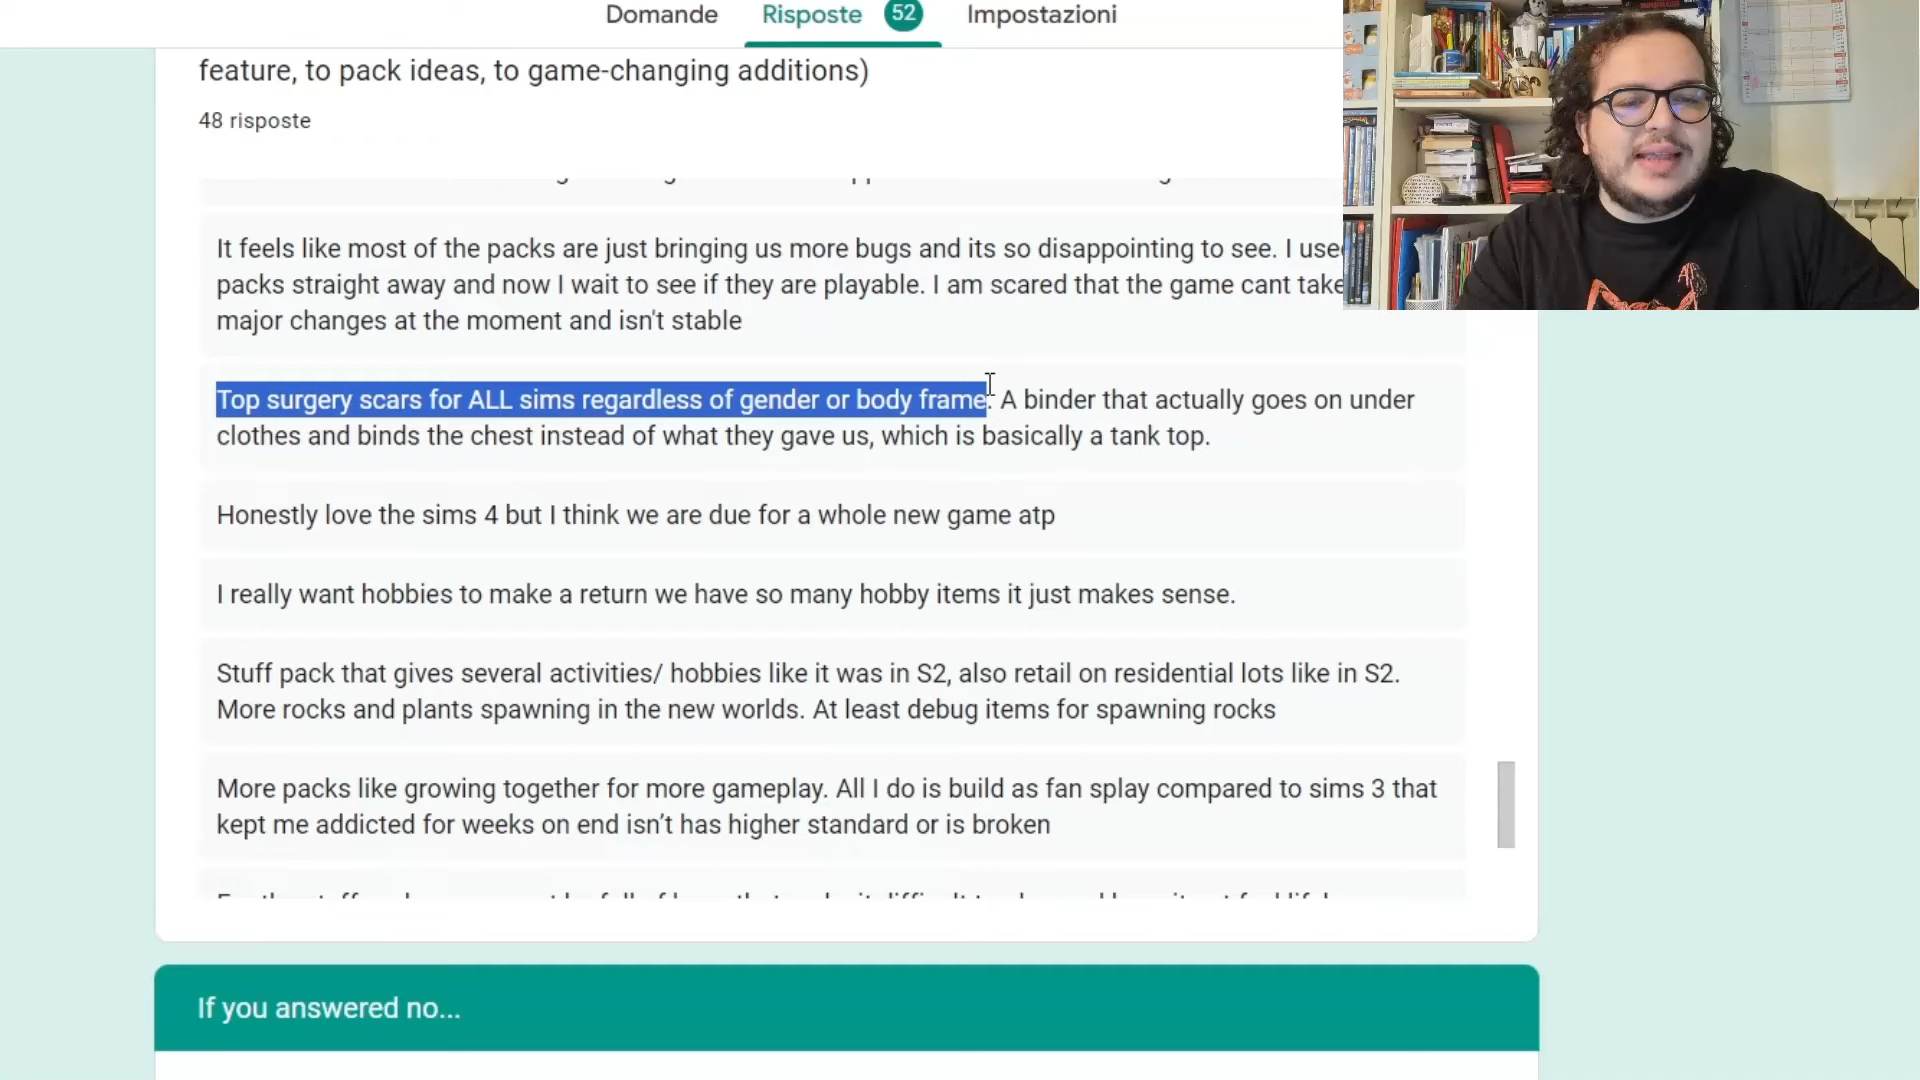 Domande Risposte 52 Impostazioni
feature, to pack ideas, to game-changing additions)
48 risposte
It feels like most of the packs are just bringing us more bugs and its so disappointing to see. I used
packs straight away and now I wait to see if they are playable. I am scared that the game cant take
major changes at the moment and isn't stable
Top surgery scars for ALL sims regardless of gender or body frame. A binder that actually goes on under
clothes and binds the chest instead of what they gave us, which is basically a tank top.
Honestly love the sims 4 but I think we are due for a whole new game atp
I really want hobbies to make a return we have so many hobby items it just makes sense.
Stuff pack that gives several activities/ hobbies like it was in S2, also retail on residential lots like in S2.
More rocks and plants spawning in the new worlds. At least debug items for spawning rocks
More packs like growing together for more gameplay. All I do is build as fan splay compared to sims 3 that
kept me addicted for weeks on end isn’t has higher standard or is broken
If you answered no...